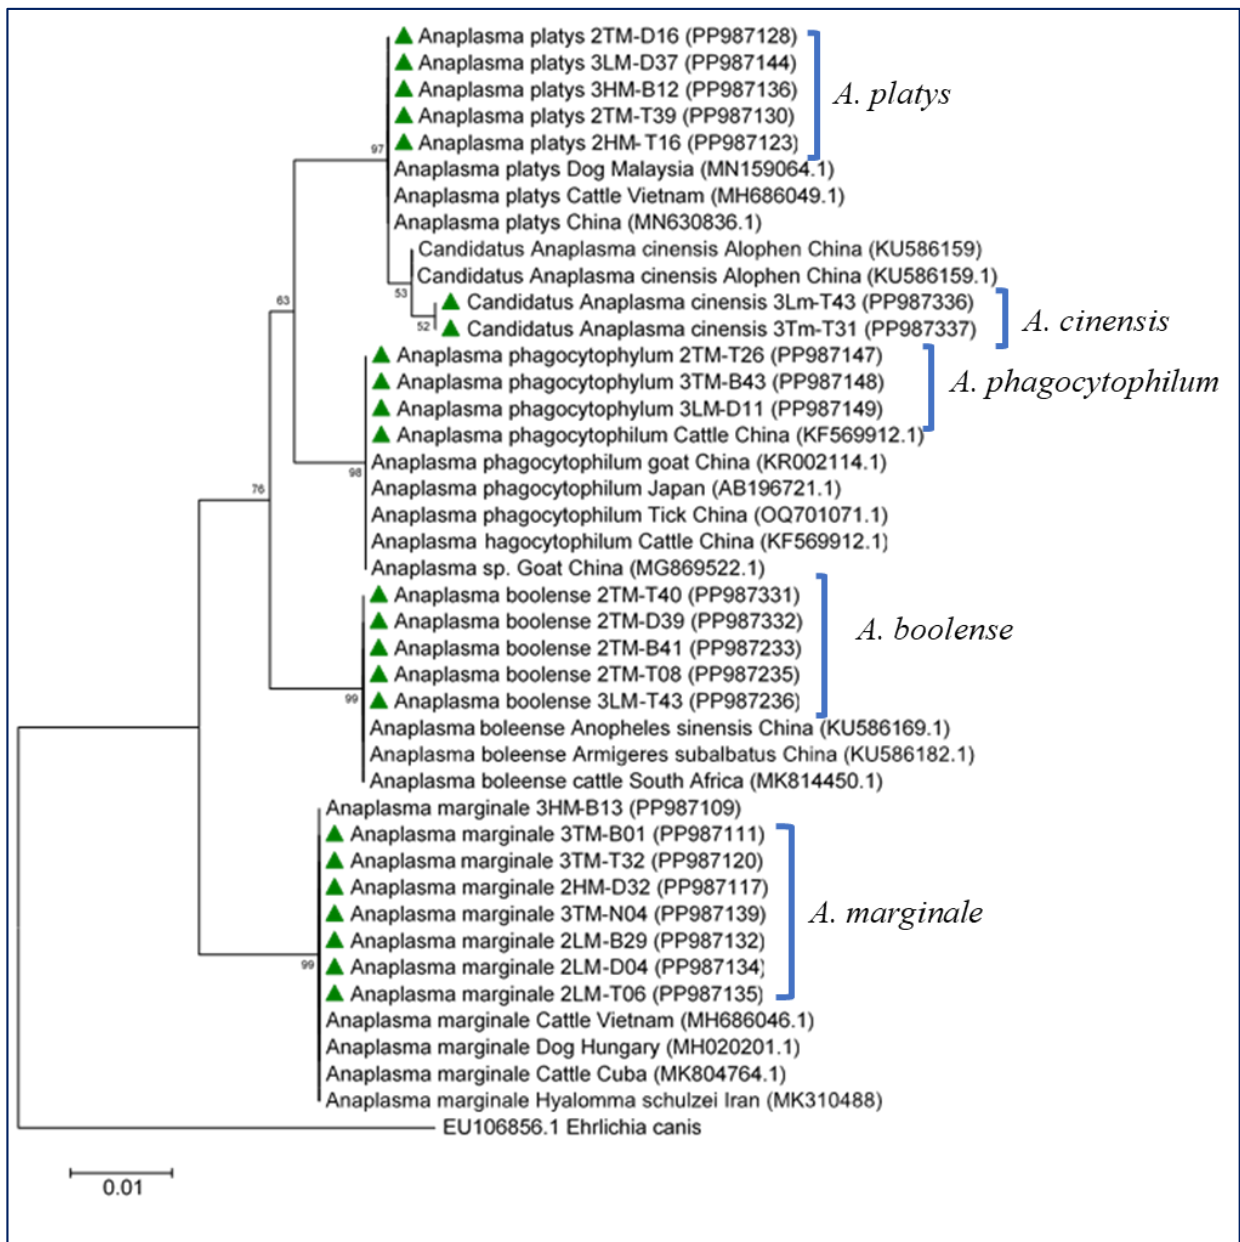 Anaplasma platys 2TM-D16 (PP987128)
Anaplasma platys 3LM-D37 (PP987144)
Anaplasma platys 3HM-B12 (PP987136)
A. platys
Anaplasma platys 2TM-T39 (PP987130)
Anaplasma platys 2HM-T16 (PP987123)
97
Anaplasma platys Dog Malaysia (MN159064.1)
Anaplasma platys Cattle Vietnam (MH686049.1)
Anaplasma platys China (MN630836.1)
Candidatus Anaplasma cinensis Alophen China (KU586159)
Candidatus Anaplasma cinensis Alophen China (KU586159.1)
53
63
Candidatus Anaplasma cinensis 3Lm-T43 (PP987336)
A. cinensis
52
Candidatus Anaplasma cinensis 3Tm-T31 (PP987337)
Anaplasma phagocytophylum 2TM-T26 (PP987147)
Anaplasma phagocytophylum 3TM-B43 (PP987148)
A. phagocytophilum
Anaplasma phagocytophylum 3LM-D11 (PP987149)
Anaplasma phagocytophilum Cattle China (KF569912.1)
Anaplasma phagocytophilum goat China (KR002114.1)
98
Anaplasma phagocytophilum Japan (AB196721.1)
76
Anaplasma phagocytophilum Tick China (OQ701071.1)
Anaplasma hagocytophilum Cattle China (KF569912.1)
Anaplasma sp. Goat China (MG869522.1)
Anaplasma boolense 2TM-T40 (PP987331)
Anaplasma boolense 2TM-D39 (PP987332)
A. boolense
Anaplasma boolense 2TM-B41 (PP987233)
Anaplasma boolense 2TM-T08 (PP987235)
Anaplasma boolense 3LM-T43 (PP987236)
99
Anaplasma boleense Anopheles sinensis China (KU586169.1)
Anaplasma boleense Armigeres subalbatus China (KU586182.1)
Anaplasma boleense cattle South Africa (MK814450.1)
Anaplasma marginale 3HM-B13 (PP987109)
Anaplasma marginale 3TM-B01 (PP987111)
Anaplasma marginale 3TM-T32 (PP987120)
Anaplasma marginale 2HM-D32 (PP987117)
Anaplasma marginale 3TM-N04 (PP987139)
A. marginale
Anaplasma marginale 2LM-B29 (PP987132)
Anaplasma marginale 2LM-D04 (PP987134)
99
Anaplasma marginale 2LM-T06 (PP987135)
Anaplasma marginale Cattle Vietnam (MH686046.1)
Anaplasma marginale Dog Hungary (MH020201.1)
Anaplasma marginale Cattle Cuba (MK804764.1)
Anaplasma marginale Hyalomma schulzei Iran (MK310488)
EU106856.1 Ehrlichia canis
0.01